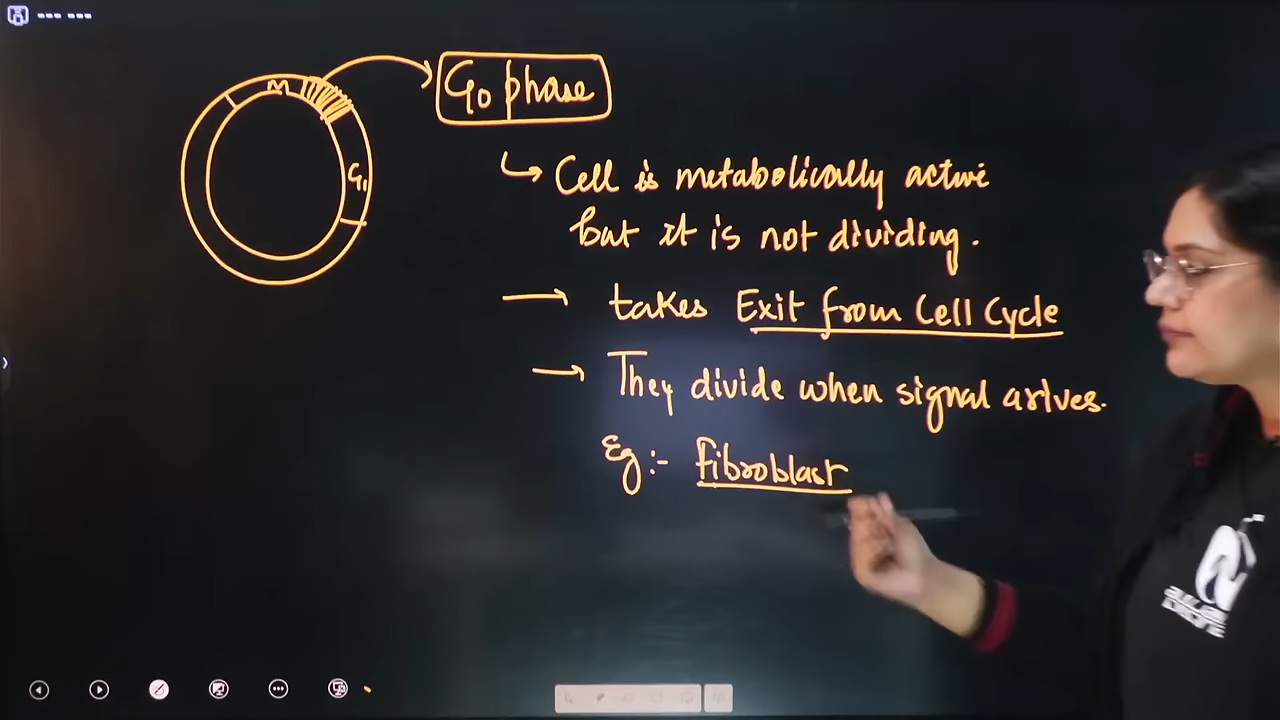 M
G₁
G₀ phase
↳ Cell is metabolically active
but it is not dividing.
→ takes Exit from Cell Cycle
→ They divide when signal arives.
Eg:- fibroblast